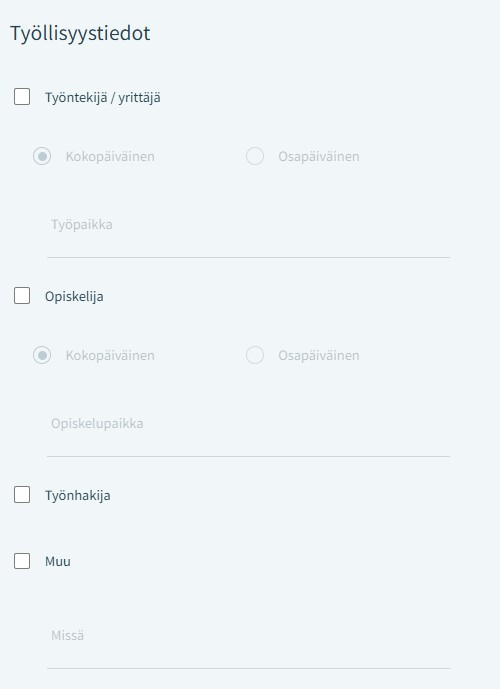 Työllisyystiedot
Työntekijä / yrittäjä
Kokopäiväinen Osapäiväinen
Työpaikka
Opiskelija
Kokopäiväinen Osapäiväinen
Opiskelupaikka
Työnhakija
Muu
Missä